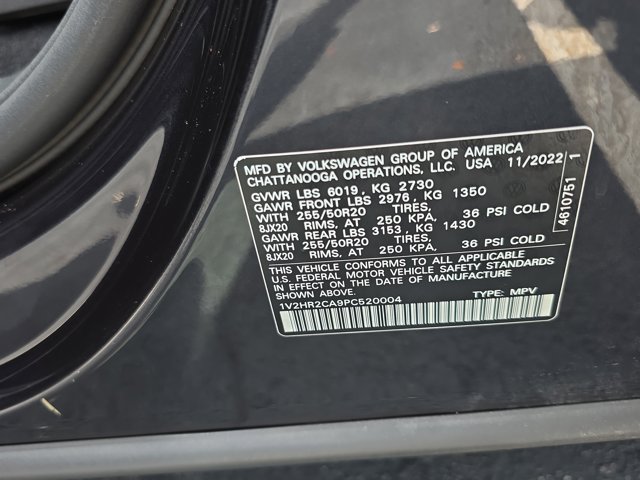 MFD BY VOLKSWAGEN GROUP OF AMERICA
CHATTANOOGA OPERATIONS, LLC. USA 11/2022
GVWR LBS 6019, KG 2730
GAWR FRONT LBS 2976, KG 1350
WITH 255/50R20 TIRES,
8JX20 RIMS, AT 250 KPA, 36 PSI COLD
GAWR REAR LBS 3153, KG 1430
WITH 255/50R20 TIRES,
8JX20 RIMS, AT 250 KPA, 36 PSI COLD
THIS VEHICLE CONFORMS TO ALL APPLICABLE
U.S. FEDERAL MOTOR VEHICLE SAFETY STANDARDS
IN EFFECT ON THE DATE OF MANUFACTURE
SHOWN ABOVE.
1V2HR2CA9PC520004 TYPE: MPV
4610751 1